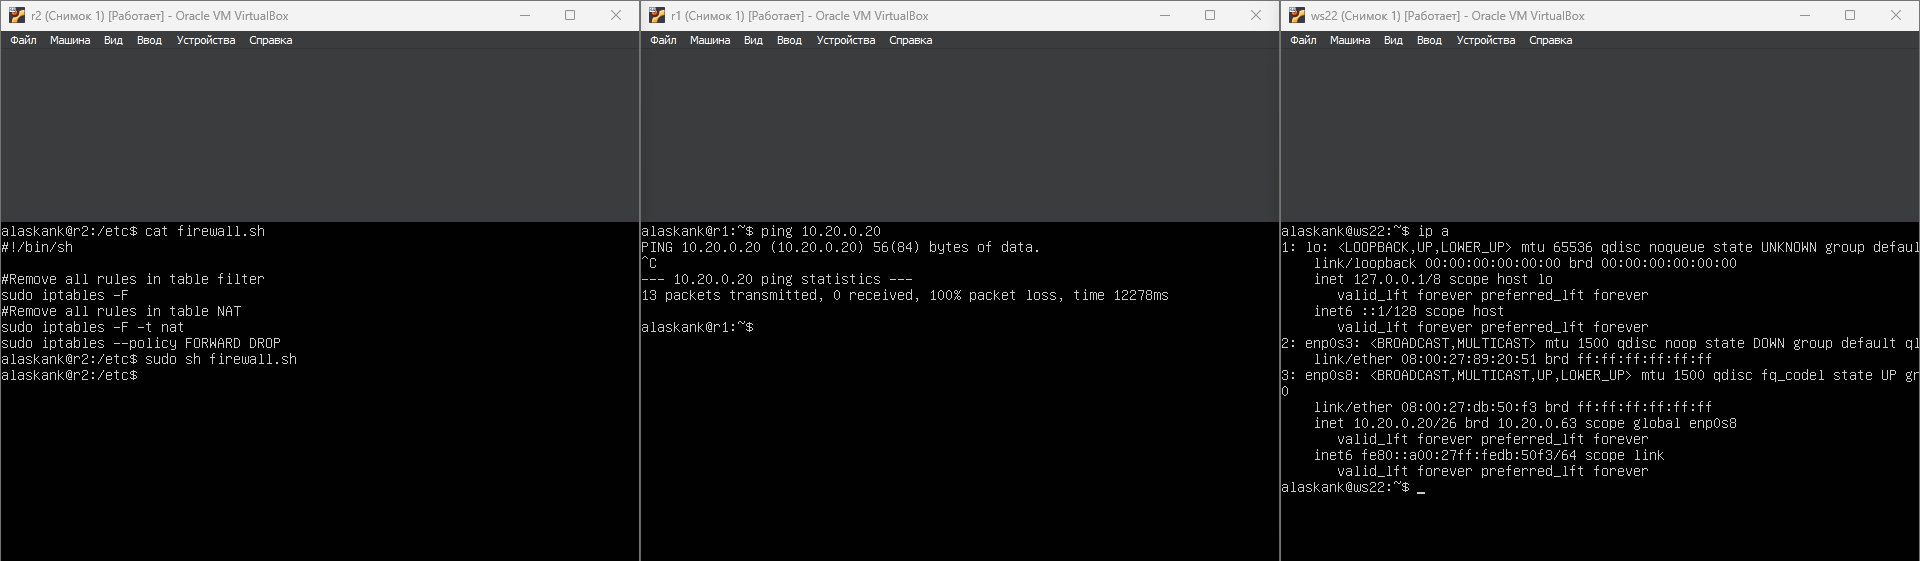 r2 (Снимок 1) [Работает] - Oracle VM VirtualBox
Файл Машина Вид Ввод Устройства Справка
alaskank@r2:/etc$ cat firewall.sh
#!/bin/sh
#Remove all rules in table filter
sudo iptables -F
#Remove all rules in table NAT
sudo iptables -F -t nat
sudo iptables --policy FORWARD DROP
alaskank@r2:/etc$ sudo sh firewall.sh
alaskank@r2:/etc$
r1 (Снимок 1) [Работает] - Oracle VM VirtualBox
Файл Машина Вид Ввод Устройства Справка
alaskank@r1:~$ ping 10.20.0.20
PING 10.20.0.20 (10.20.0.20) 56(84) bytes of data.
^C
--- 10.20.0.20 ping statistics ---
13 packets transmitted, 0 received, 100% packet loss, time 12278ms
alaskank@r1:~$
ws22 (Снимок 1) [Работает] - Oracle VM VirtualBox
Файл Машина Вид Ввод Устройства Справка
alaskank@ws22:~$ ip a
1: lo: <LOOPBACK,UP,LOWER_UP> mtu 65536 qdisc noqueue state UNKNOWN group defaul
link/loopback 00:00:00:00:00:00 brd 00:00:00:00:00:00
inet 127.0.0.1/8 scope host lo
valid_lft forever preferred_lft forever
inet6 ::1/128 scope host
valid_lft forever preferred_lft forever
2: enp0s3: <BROADCAST,MULTICAST> mtu 1500 qdisc noop state DOWN group default ql
link/ether 08:00:27:89:20:51 brd ff:ff:ff:ff:ff:ff
3: enp0s8: <BROADCAST,MULTICAST,UP,LOWER_UP> mtu 1500 qdisc fq_codel state UP gr
0
link/ether 08:00:27:db:50:f3 brd ff:ff:ff:ff:ff:ff
inet 10.20.0.20/26 brd 10.20.0.63 scope global enp0s8
valid_lft forever preferred_lft forever
inet6 fe80::a00:27ff:fedb:50f3/64 scope link
valid_lft forever preferred_lft forever
alaskank@ws22:~$ _